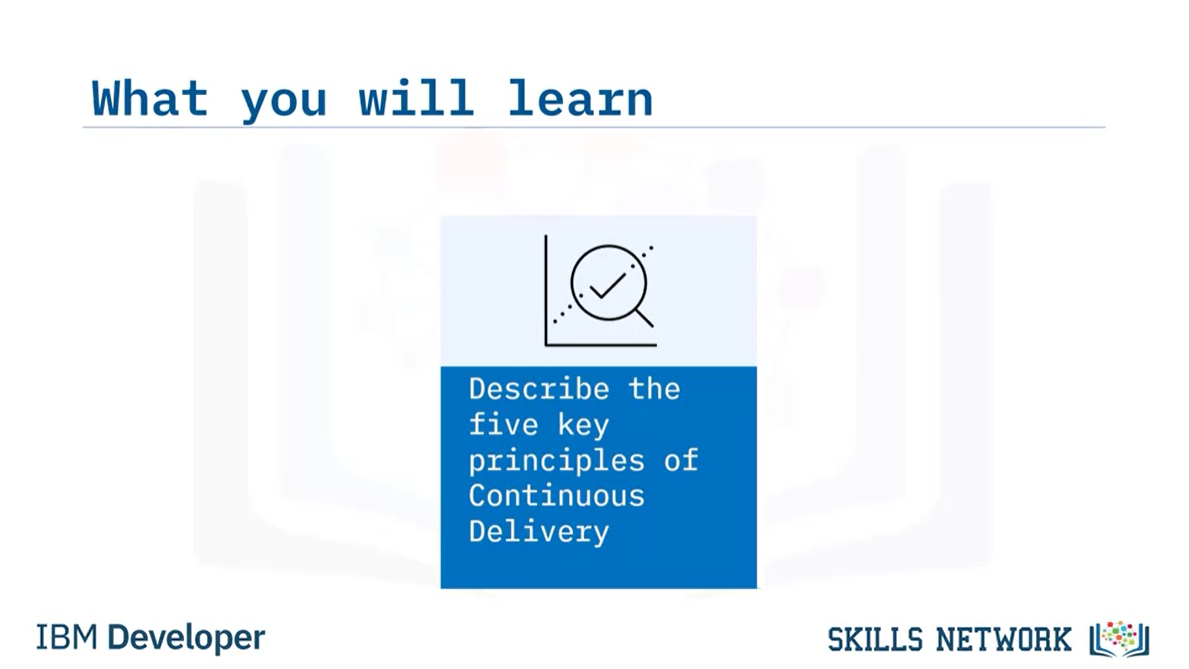 What you will learn
Describe the
five key
principles of
Continuous
Delivery
IBM Developer
SKILLS NETWORK